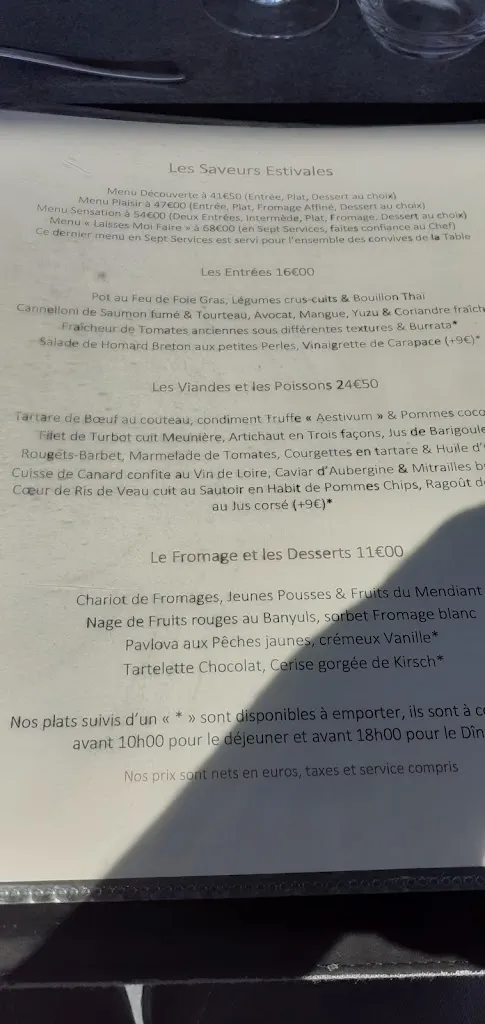 Les Saveurs Estivales
Menu Découverte à 41€50 (Entrée, Plat, Dessert au choix)
Menu Plaisir à 47€00 (Entrée, Plat, Fromage Affiné, Dessert au choix)
Menu Sensation à 54€00 (Deux Entrées, Intermède, Plat, Fromage, Dessert au choix)
Menu « Laisses Moi Faire » à 68€00 (en Sept Services, faites confiance au Chef)
Ce dernier menu en Sept Services est servi pour l'ensemble des convives de la Table
Les Entrées 16€00
Pot au Feu de Foie Gras, Légumes crus-cuits & Bouillon Thai
Cannelloni de Saumon fumé & Tourteau, Avocat, Mangue, Yuzu & Coriandre fraîch
Fraîcheur de Tomates anciennes sous différentes textures & Burrata*
Salade de Homard Breton aux petites Perles, Vinaigrette de Carapace (+9€)*
Les Viandes et les Poissons 24€50
Tartare de Bœuf au couteau, condiment Truffe « Aestivum » & Pommes coco
Filet de Turbot cuit Meunière, Artichaut en Trois façons, Jus de Barigoule
Rougets-Barbet, Marmelade de Tomates, Courgettes en tartare & Huile d'
Cuisse de Canard confite au Vin de Loire, Caviar d'Aubergine & Mitrailles
Cœur de Ris de Veau cuit au Sautoir en Habit de Pommes Chips, Ragoût
au Jus corsé (+9€)*
Le Fromage et les Desserts 11€00
Chariot de Fromages, Jeunes Pousses & Fruits du Mendiant
Nage de Fruits rouges au Banyuls, sorbet Fromage blanc
Pavlova aux Pêches jaunes, crémeux Vanille*
Tartelette Chocolat, Cerise gorgée de Kirsch*
Nos plats suivis d'un « * » sont disponibles à emporter, ils sont à
avant 10h00 pour le déjeuner et avant 18h00 pour le Dîn
Nos prix sont nets en euros, taxes et service compris